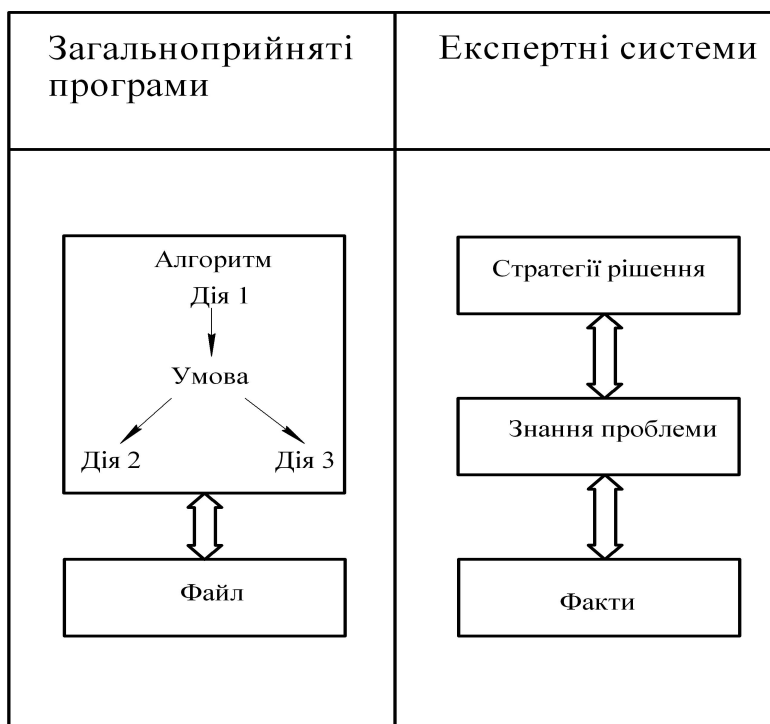 Загальноприйняті
програми
Експертні системи
Алгоритм
Дія 1
Умова
Дія 2 Дія 3
Файл
Стратегії рішення
Знання проблеми
Факти